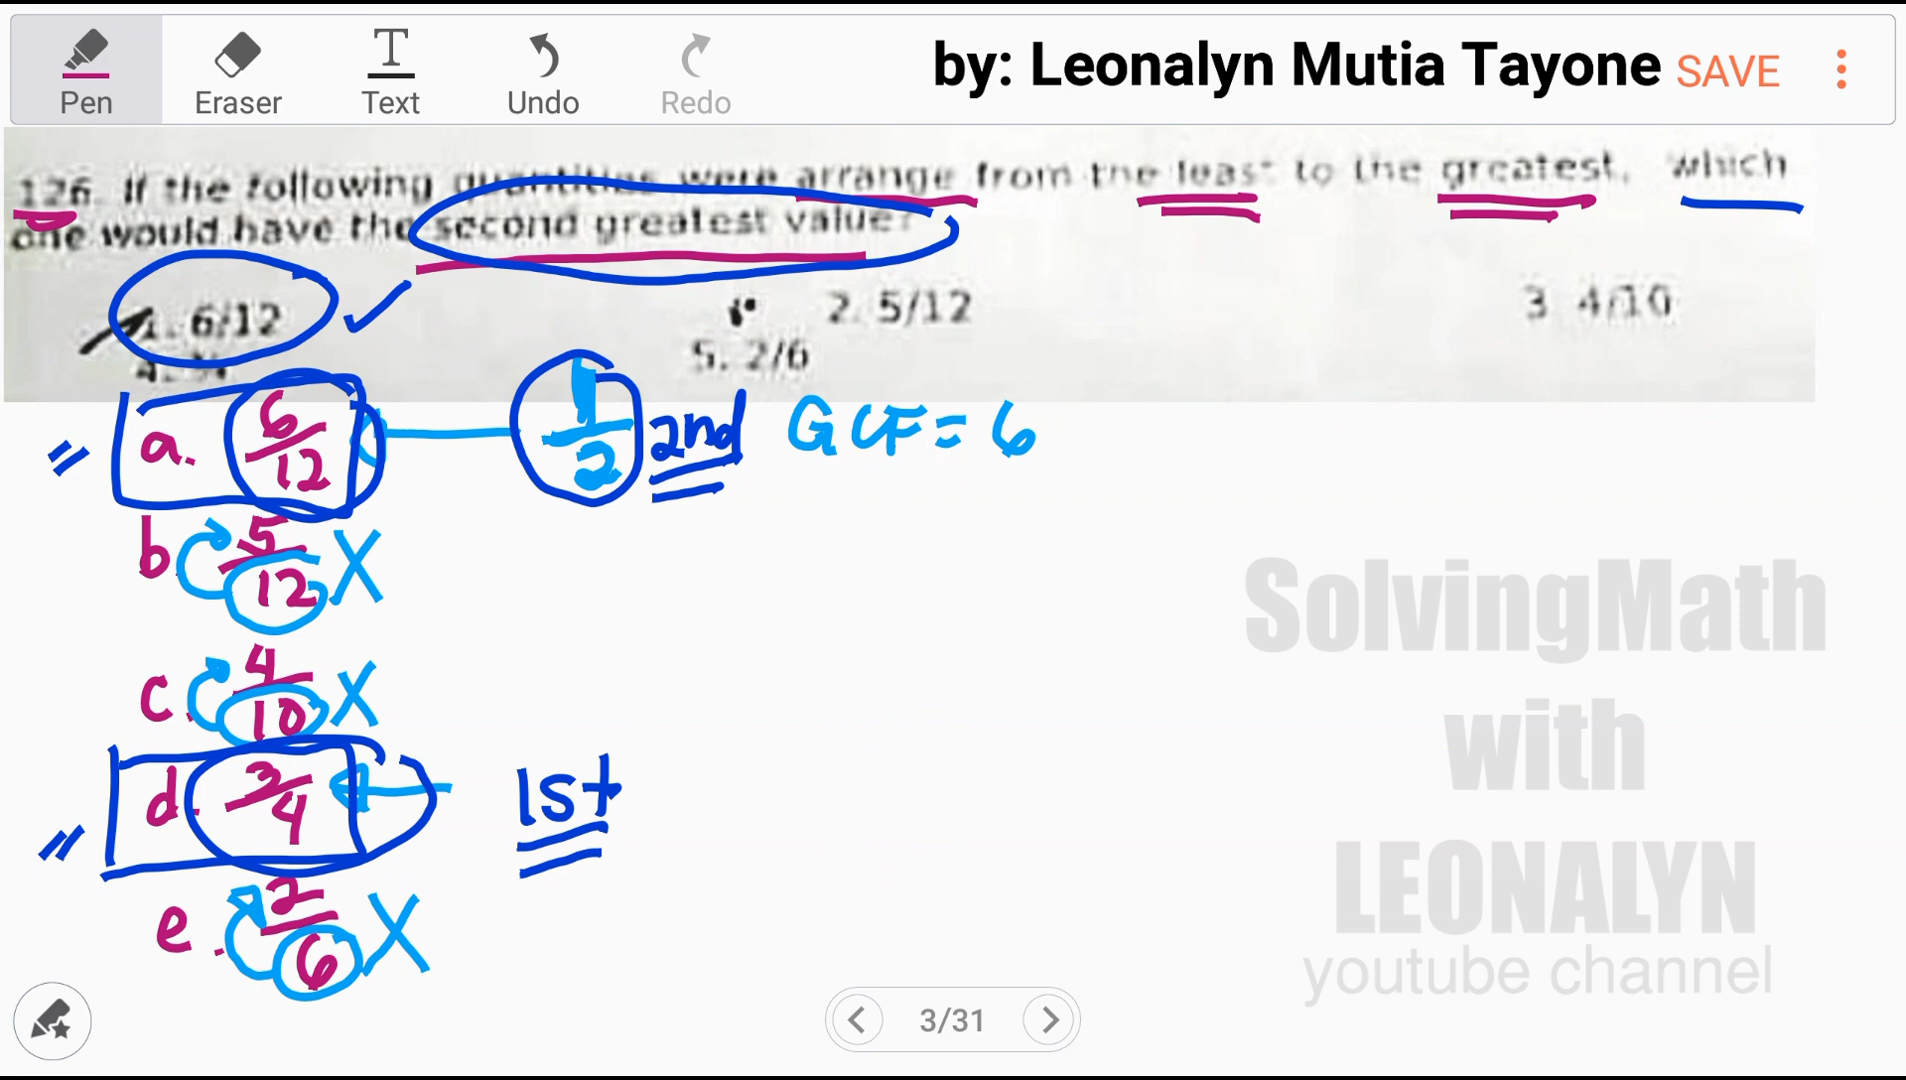 Pen
Eraser
Text
Undo
Redo
by: Leonalyn Mutia Tayone
SAVE
126. If the following quantities were arrange from the least to the greatest, which
one would have the second greatest value?
1. 6/12
2. 5/12
3. 4/10
4. ¾
5. 2/6
a. 6/12
1/2
2nd
GCF = 6
b. 5/12 X
c. 4/10 X
d. 3/4
1st
e. 2/6 X
SolvingMath
with
LEONALYN
youtube channel
3/31